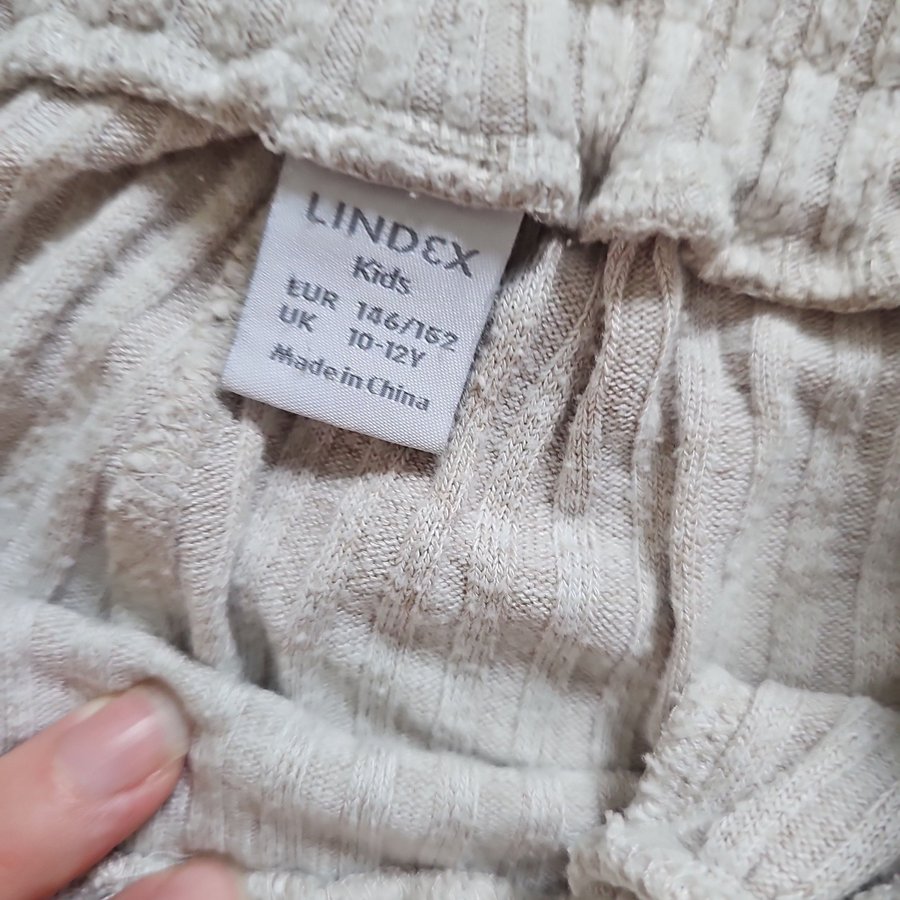 LINDEX
Kids
EUR 146/152
UK 10-12Y
Made in China